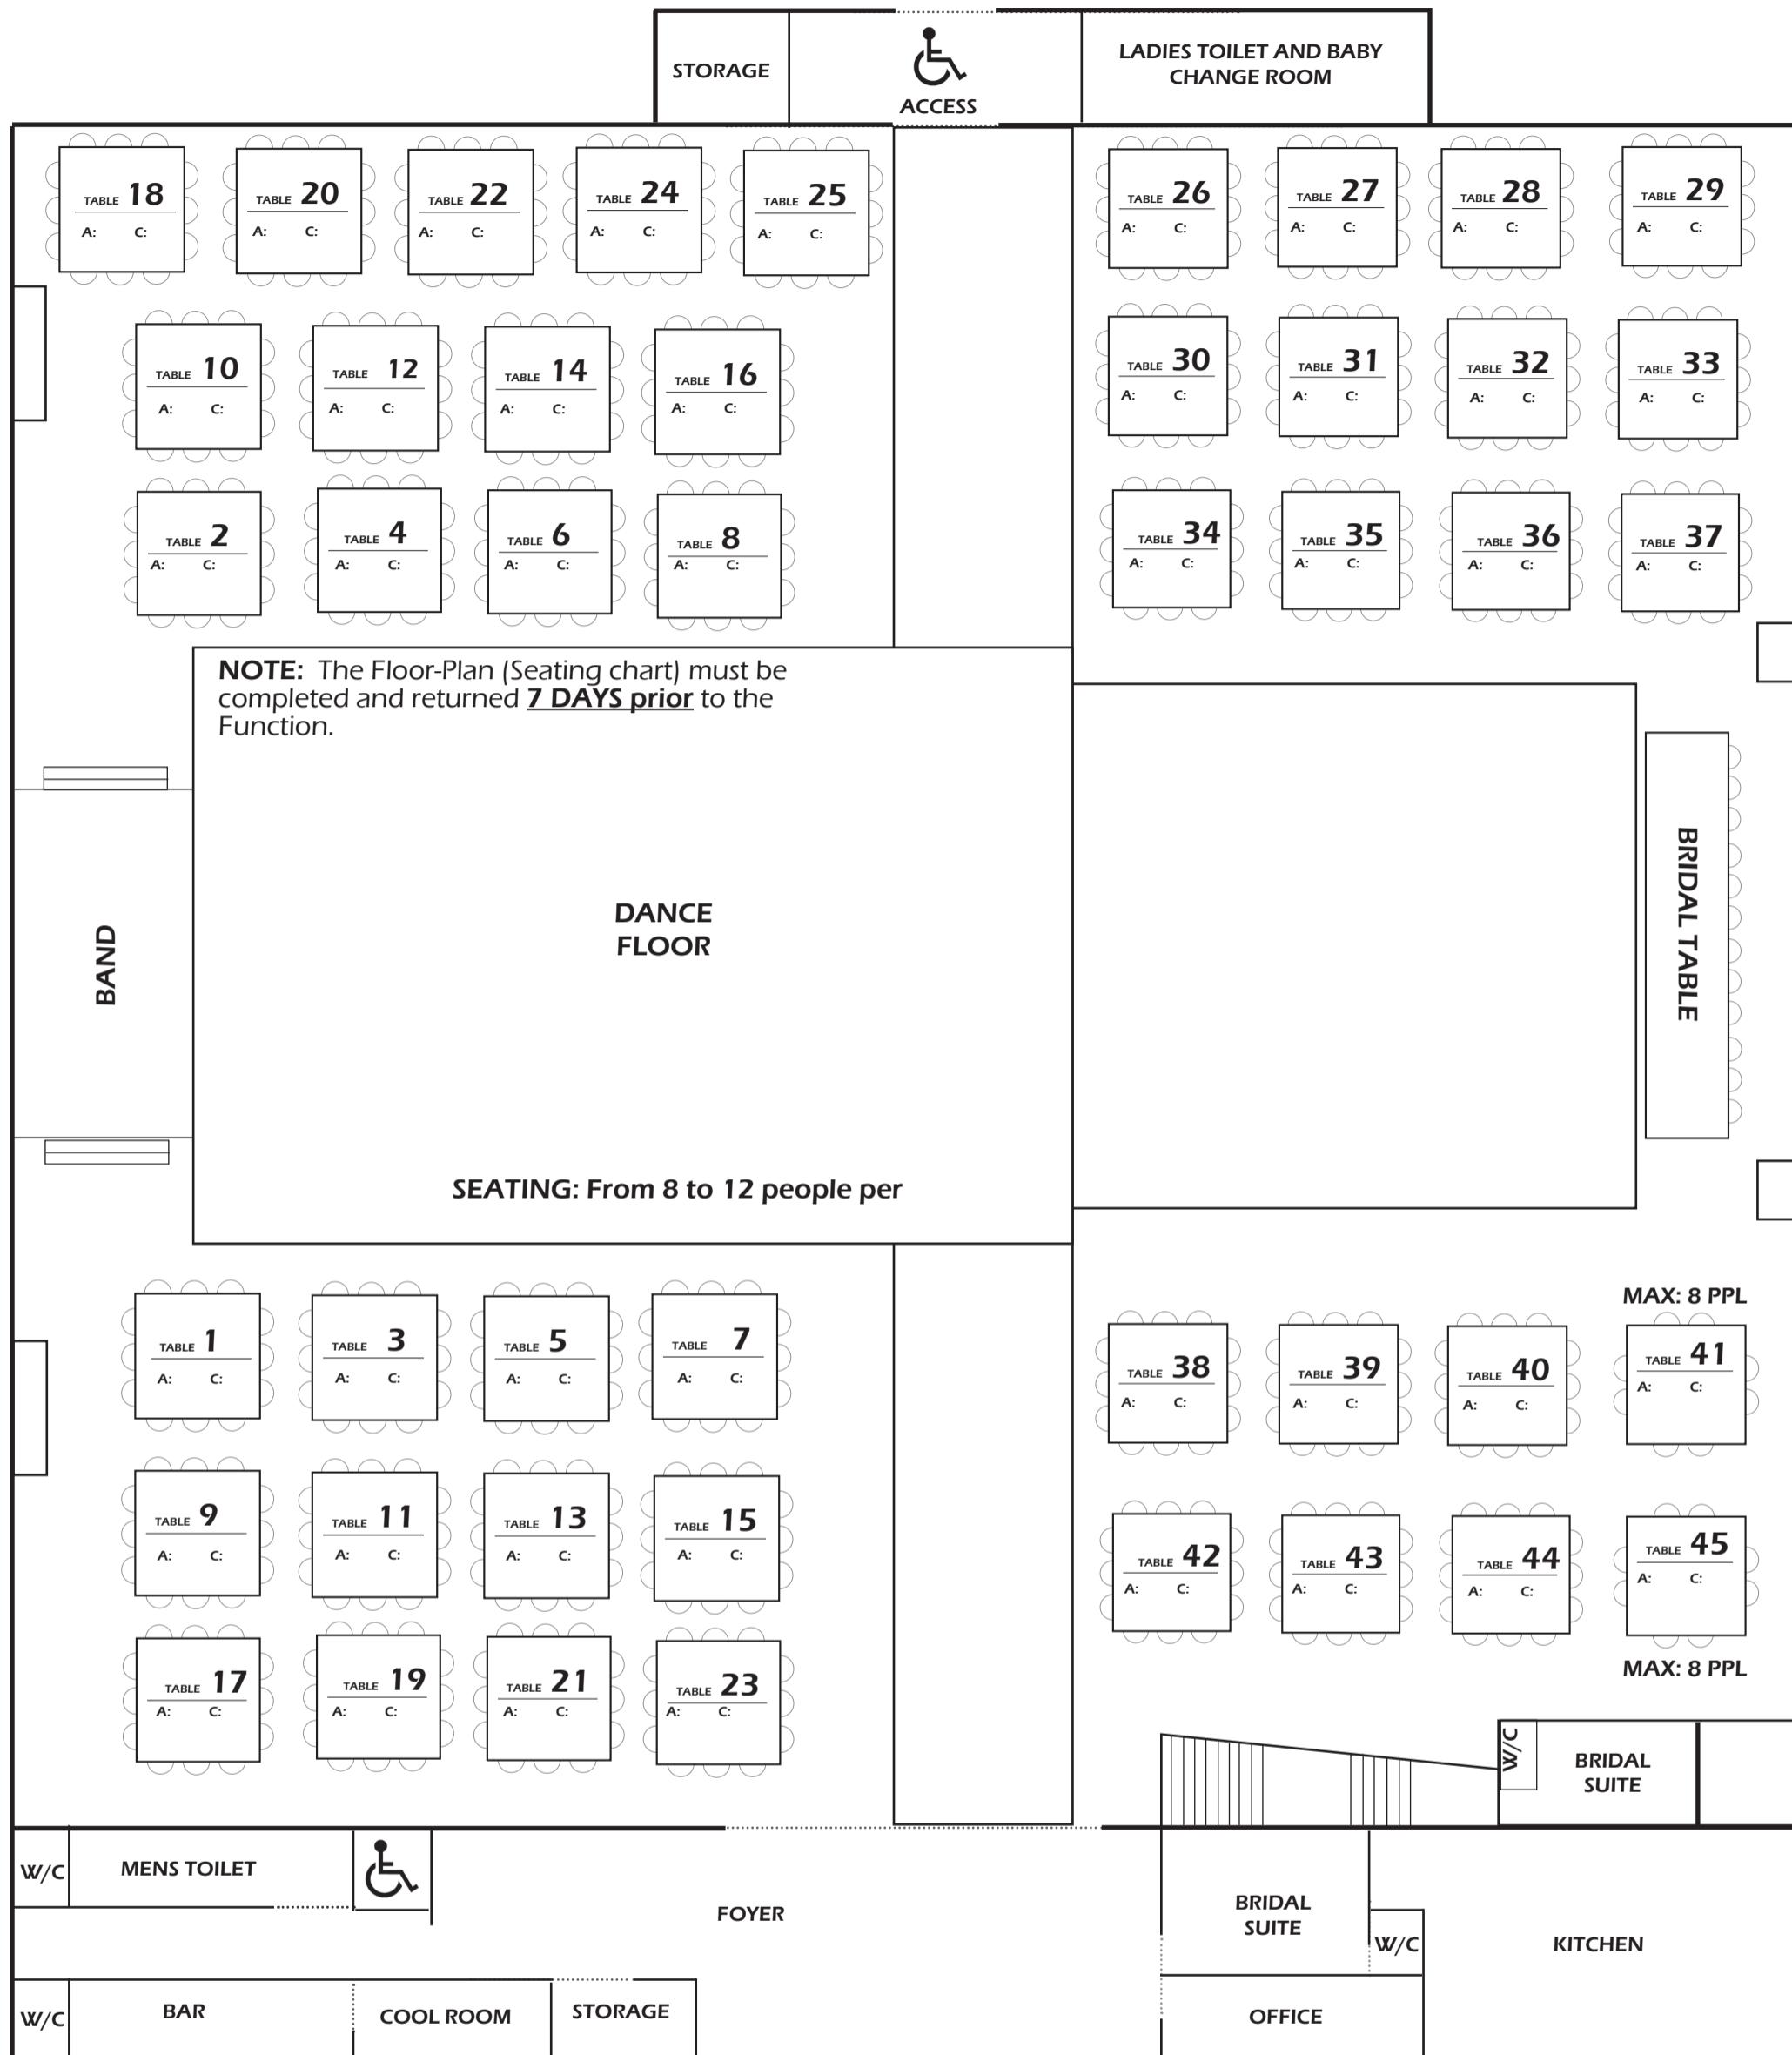 STORAGE
ACCESS
LADIES TOILET AND BABY
CHANGE ROOM
TABLE 18
A: C:
TABLE 20
A: C:
TABLE 22
A: C:
TABLE 24
A: C:
TABLE 25
A: C:
TABLE 26
A: C:
TABLE 27
A: C:
TABLE 28
A: C:
TABLE 29
A: C:
TABLE 10
A: C:
TABLE 12
A: C:
TABLE 14
A: C:
TABLE 16
A: C:
TABLE 30
A: C:
TABLE 31
A: C:
TABLE 32
A: C:
TABLE 33
A: C:
TABLE 2
A: C:
TABLE 4
A: C:
TABLE 6
A: C:
TABLE 8
A: C:
TABLE 34
A: C:
TABLE 35
A: C:
TABLE 36
A: C:
TABLE 37
A: C:
NOTE: The Floor-Plan (Seating chart) must be
completed and returned 7 DAYS prior to the
Function.
BAND
DANCE
FLOOR
BRIDAL TABLE
SEATING: From 8 to 12 people per
TABLE 1
A: C:
TABLE 3
A: C:
TABLE 5
A: C:
TABLE 7
A: C:
TABLE 38
A: C:
TABLE 39
A: C:
TABLE 40
A: C:
MAX: 8 PPL
TABLE 41
A: C:
TABLE 9
A: C:
TABLE 11
A: C:
TABLE 13
A: C:
TABLE 15
A: C:
TABLE 42
A: C:
TABLE 43
A: C:
TABLE 44
A: C:
TABLE 45
A: C:
MAX: 8 PPL
TABLE 17
A: C:
TABLE 19
A: C:
TABLE 21
A: C:
TABLE 23
A: C:
W/C
BRIDAL
SUITE
W/C
MENS TOILET
FOYER
BRIDAL
SUITE
W/C
KITCHEN
W/C
BAR
COOL ROOM
STORAGE
OFFICE